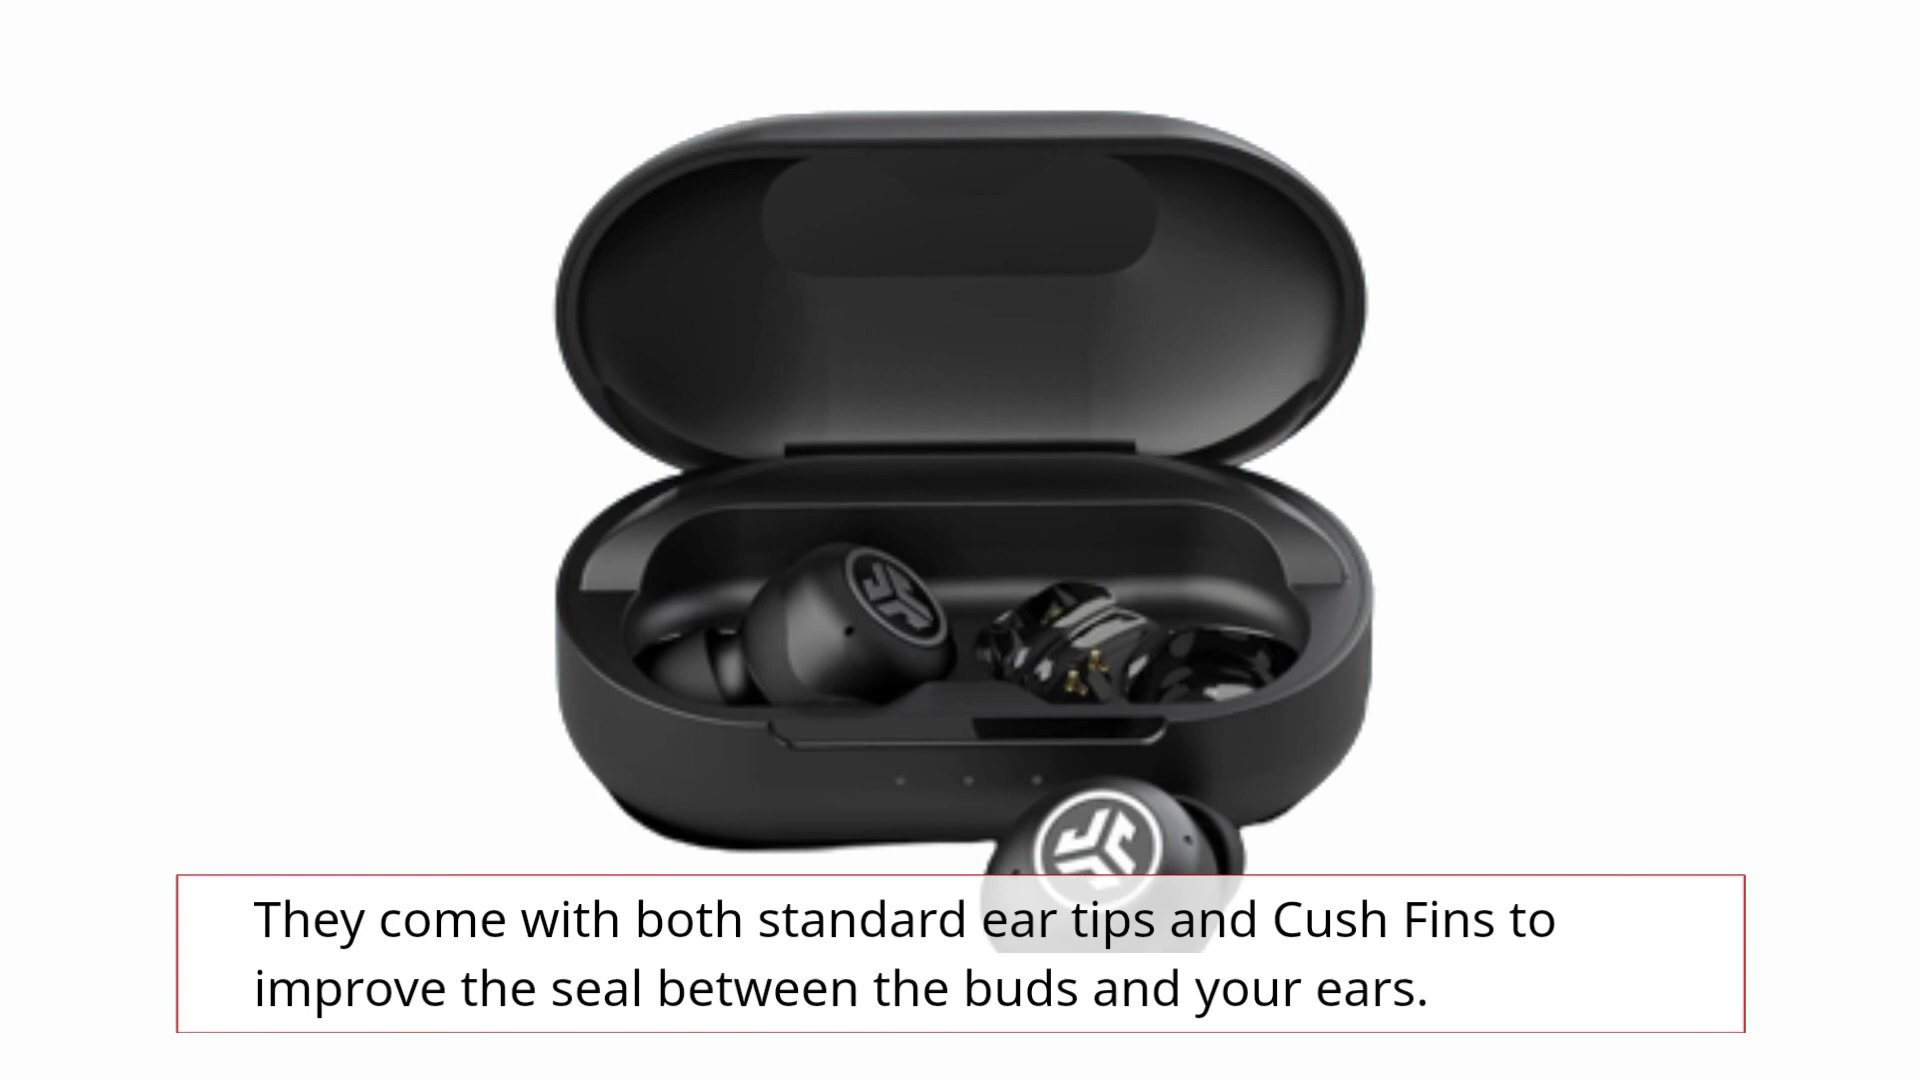 They come with both standard ear tips and Cush Fins to
improve the seal between the buds and your ears.